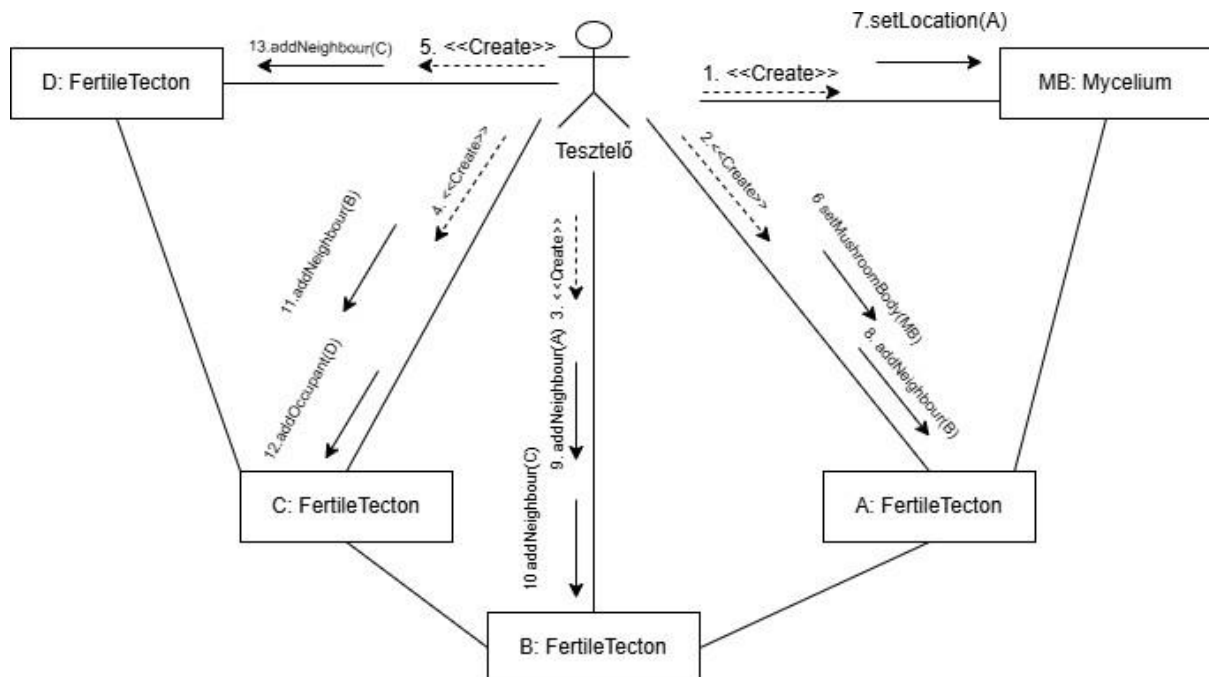 7.setLocation(A)
13.addNeighbour(C)
5. <<Create>>
1. <<Create>>
D: FertileTecton
MB: Mycelium
Tesztelő
4. <<Create>>
2.<<Create>>
11.addNeighbour(B)
3. <<Create>>
6 setMushroomBody(MB)
12.addOccupant(D)
9. addNeighbour(A)
8. addNeighbour(B)
10 addNeighbour(C)
C: FertileTecton
A: FertileTecton
B: FertileTecton